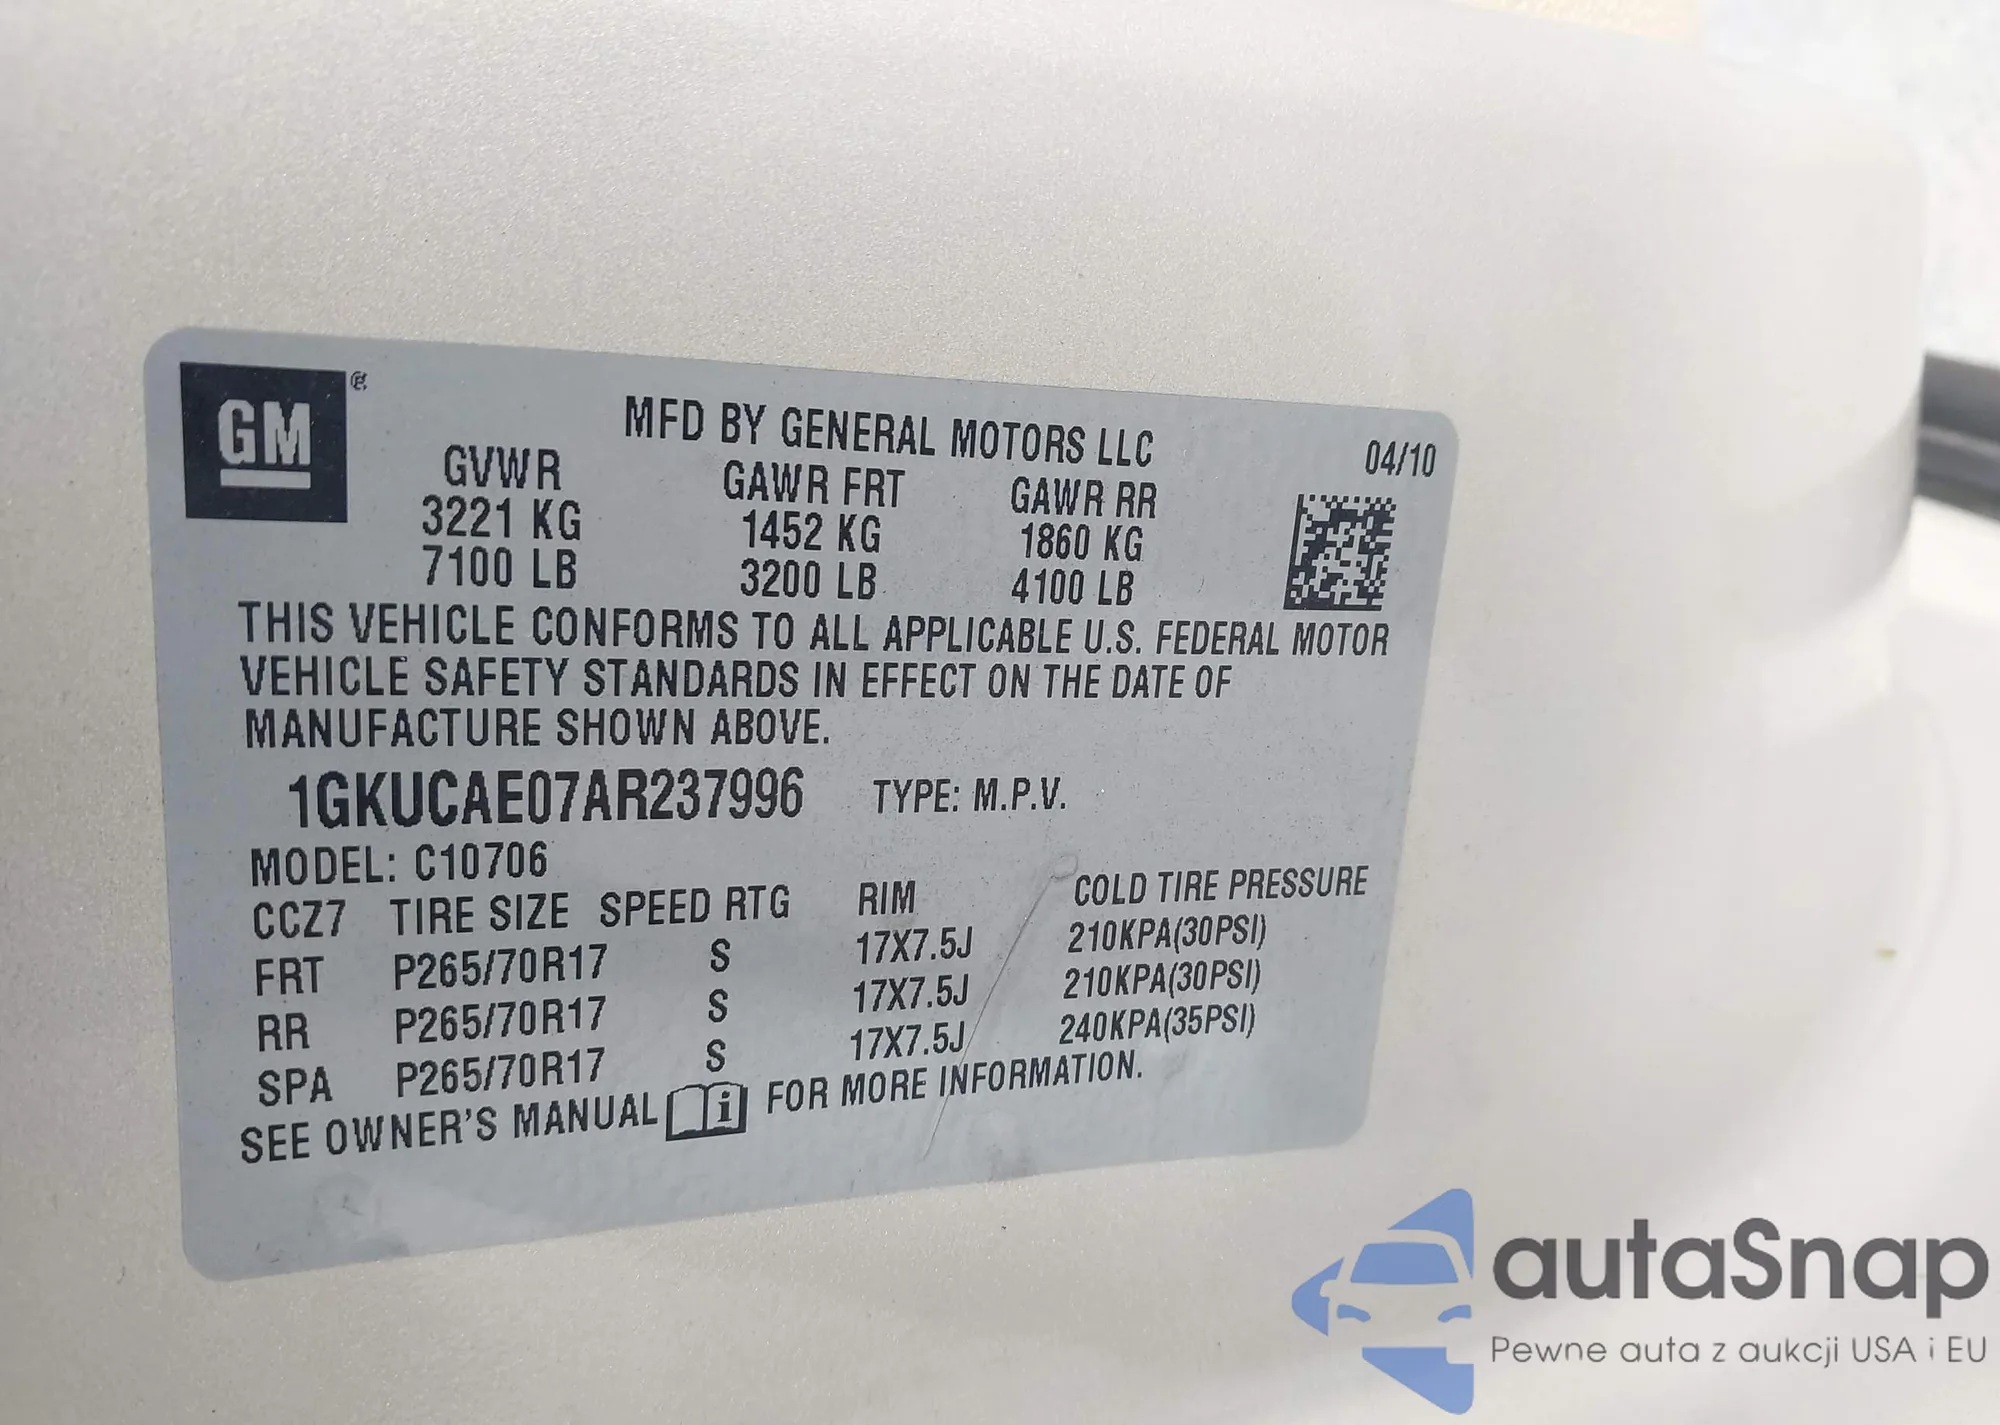 GM
MFD BY GENERAL MOTORS LLC
04/10
GVWR GAWR FRT GAWR RR
3221 KG 1452 KG 1860 KG
7100 LB 3200 LB 4100 LB
THIS VEHICLE CONFORMS TO ALL APPLICABLE U.S. FEDERAL MOTOR
VEHICLE SAFETY STANDARDS IN EFFECT ON THE DATE OF
MANUFACTURE SHOWN ABOVE.
1GKUCAE07AR237996 TYPE: M.P.V.
MODEL: C10706
CCZ7 TIRE SIZE SPEED RTG RIM COLD TIRE PRESSURE
FRT P265/70R17 S 17X7.5J 210KPA(30PSI)
RR P265/70R17 S 17X7.5J 210KPA(30PSI)
SPA P265/70R17 S 17X7.5J 240KPA(35PSI)
SEE OWNER'S MANUAL i FOR MORE INFORMATION.
autaSnap
Pewne auta z aukcji USA i EU